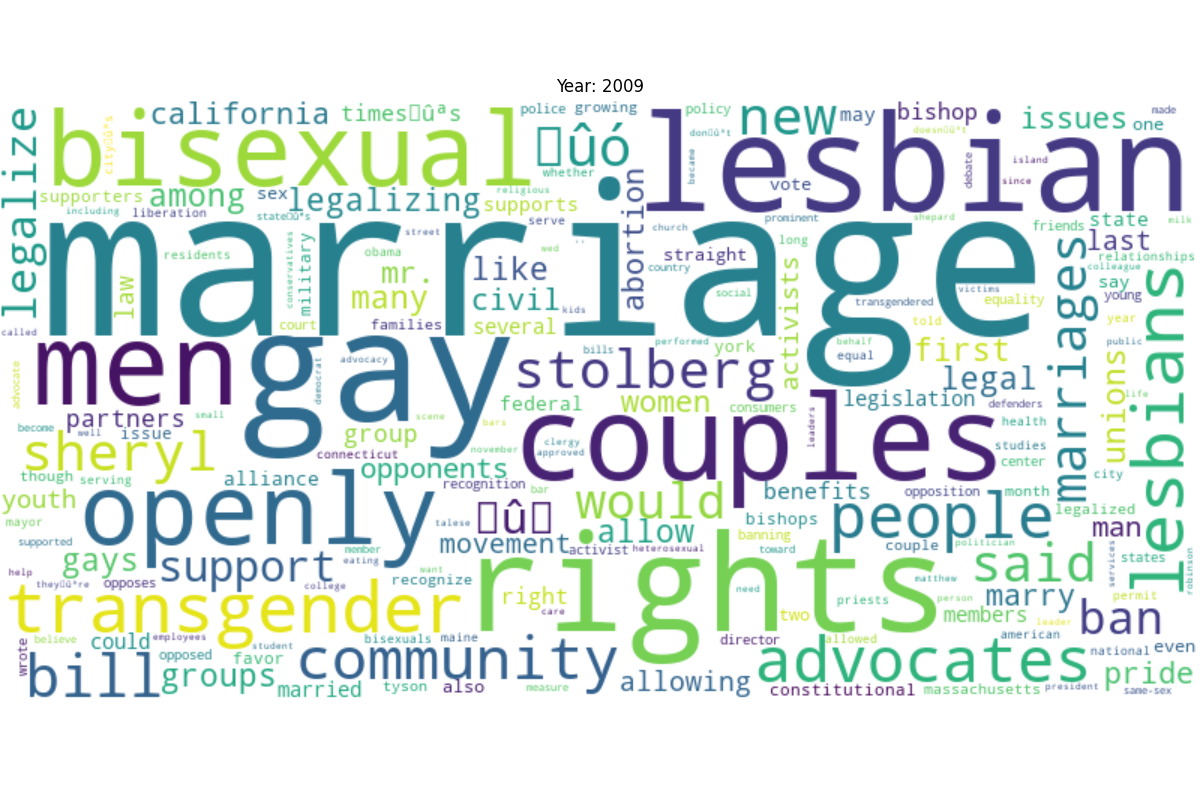 Year: 2009
legalize
city▯ûªs
california
times▯ûªs
police
growing
policy
new
may
bishop
issues
one
made
bisexual
▯ûó
lesbian
don▯ûªt
became
doesn▯ûªt
debate
island
since
whether
supporters
among
sex
legalizing
religious
supports
abortion
vote
including
liberation
state▯ûªs
serve
prominent
shepard
friends
state
milk
marriage
street
wed
church
long
last
residents
conservatives
military
obama
mr.
like
straight
country
activists
marriages
relationships
colleague
say
lesbians
law
many
civil
kids
social
transgendered
victims
equality
young
called
court
families
several
told
year
men
gay
performed
york
behalf
equal
first
public
advocate
democrat
advocacy
bills
stolberg
legal
unions
life
federal
women
consumers
legislation
defenders
partners
small
scene
bars
couples
leaders
health
become
well
issue
group
connecticut
november
clergy
approved
studies
sheryl
opponents
center
though
serving
alliance
recognition
bar
benefits
opposition
month
city
youth
openly
▯û▯
would
people
legalized
mayor
talese
allow
bishops
man
supported
movement
activist
heterosexual
banning
toward
couple
politician
states
gays
member
eating
rights
said
services
robinson
help
they▯ûªre
opposes
support
college
recognize
want
need
matthew
person
marry
permit
transgender
right
care
two
priests
members
leader
ban
wrote
believe
could
employees
student
bisexuals
maine
director
allowed
american
national
even
bill
opposed
favor
community
advocates
groups
married
tyson
also
measure
allowing
constitutional
massachusetts
president
pride
same-sex